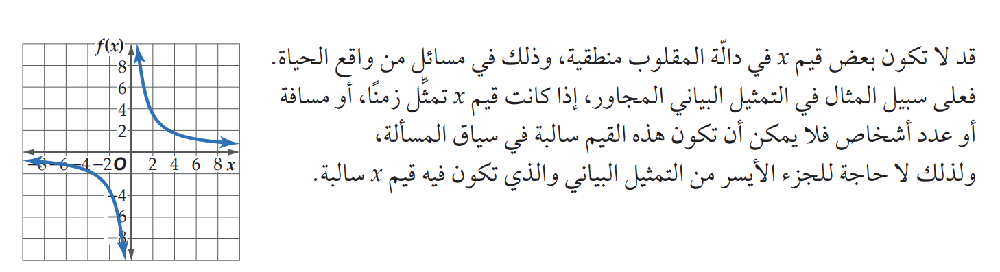 قد لا تكون بعض قيم x في دالّة المقلوب منطقية، وذلك في مسائل من واقع الحياة.
فعلى سبيل المثال في التمثيل البياني المجاور، إذا كانت قيم x تمثِّل زمنًا، أو مسافة
أو عدد أشخاص فلا يمكن أن تكون هذه القيم سالبة في سياق المسألة،
ولذلك لا حاجة للجزء الأيسر من التمثيل البياني والذي تكون فيه قيم x سالبة.
f(x)
8
6
4
2
−8 −6 −4 −2 O 2 4 6 8 x
−4
−6
−8